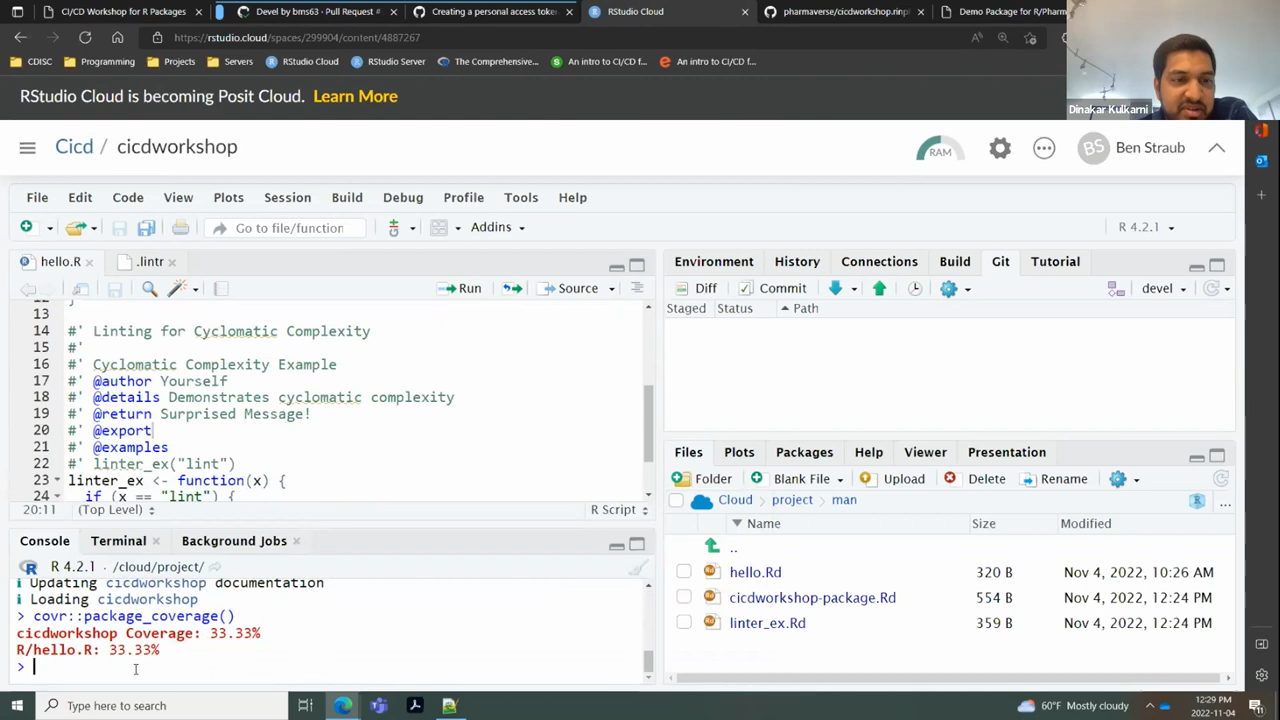 CI/CD Workshop for R Packages
Devel by bms63 · Pull Request #
Creating a personal access token
RStudio Cloud
pharmaverse/cicdworkshop.rinph
Demo Package for R/Pharm
https://rstudio.cloud/spaces/299904/content/4887267
CDISC
Programming
Projects
Servers
RStudio Cloud
RStudio Server
The Comprehensive...
An intro to CI/CD f...
An intro to CI/CD f...
Dinakar Kulkarni
RStudio Cloud is becoming Posit Cloud. Learn More
Cicd / cicdworkshop
RAM
BS
Ben Straub
File Edit Code View Plots Session Build Debug Profile Tools Help
Go to file/function
Addins
R 4.2.1
hello.R
.lintr
Run
Source
12 }
13
14 #' Linting for Cyclomatic Complexity
15 #'
16 #' Cyclomatic Complexity Example
17 #' @author Yourself
18 #' @details Demonstrates cyclomatic complexity
19 #' @return Surprised Message!
20 #' @export
21 #' @examples
22 #' linter_ex("lint")
23 linter_ex <- function(x) {
24 if (x == "lint") {
20:11 (Top Level)
R Script
Console Terminal Background Jobs
R 4.2.1 · /cloud/project/
i Updating cicdworkshop documentation
i Loading cicdworkshop
> covr::package_coverage()
cicdworkshop Coverage: 33.33%
R/hello.R: 33.33%
>
Environment History Connections Build Git Tutorial
Diff Commit
devel
Staged Status Path
Files Plots Packages Help Viewer Presentation
Folder Blank File Upload Delete Rename
Cloud project man
Name Size Modified
..
hello.Rd 320 B Nov 4, 2022, 10:26 AM
cicdworkshop-package.Rd 554 B Nov 4, 2022, 12:24 PM
linter_ex.Rd 359 B Nov 4, 2022, 12:24 PM
Type here to search
60°F Mostly cloudy
12:29 PM
2022-11-04